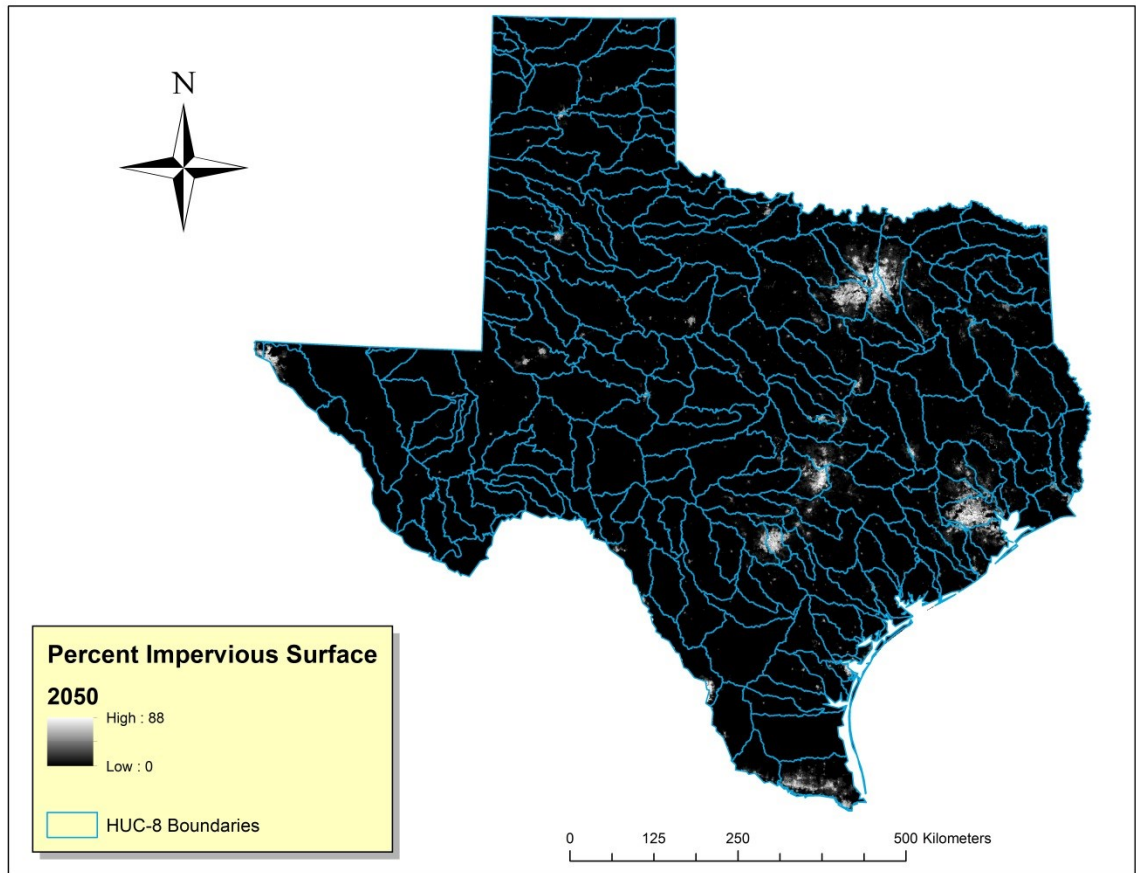 N
Percent Impervious Surface
2050
High : 88
Low : 0
HUC-8 Boundaries
0 125 250 500 Kilometers